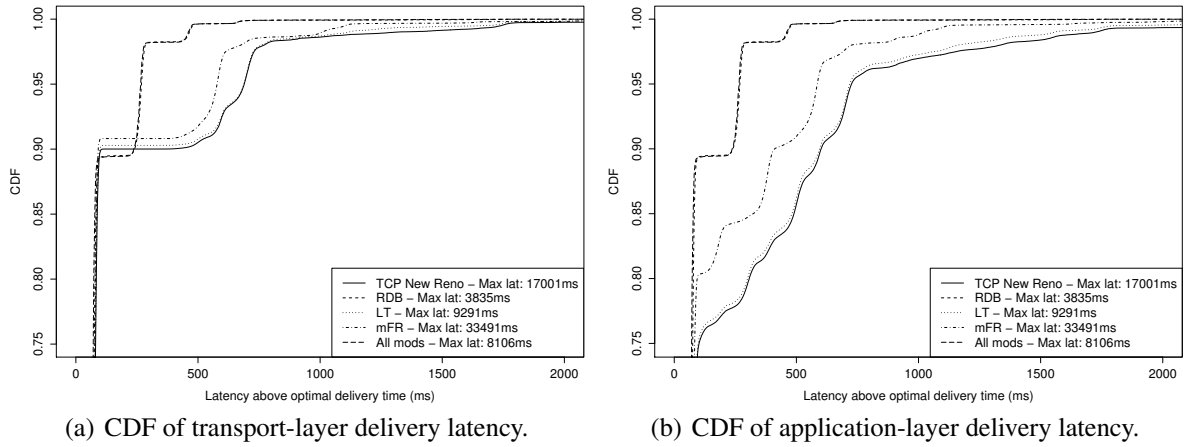 1.00
0.95
0.90
0.85
0.80
0.75
CDF
TCP New Reno − Max lat: 17001ms
RDB − Max lat: 3835ms
LT − Max lat: 9291ms
mFR − Max lat: 33491ms
All mods − Max lat: 8106ms
0 500 1000 1500 2000
Latency above optimal delivery time (ms)
(a) CDF of transport-layer delivery latency.
1.00
0.95
0.90
0.85
0.80
0.75
CDF
TCP New Reno − Max lat: 17001ms
RDB − Max lat: 3835ms
LT − Max lat: 9291ms
mFR − Max lat: 33491ms
All mods − Max lat: 8106ms
0 500 1000 1500 2000
Latency above optimal delivery time (ms)
(b) CDF of application-layer delivery latency.